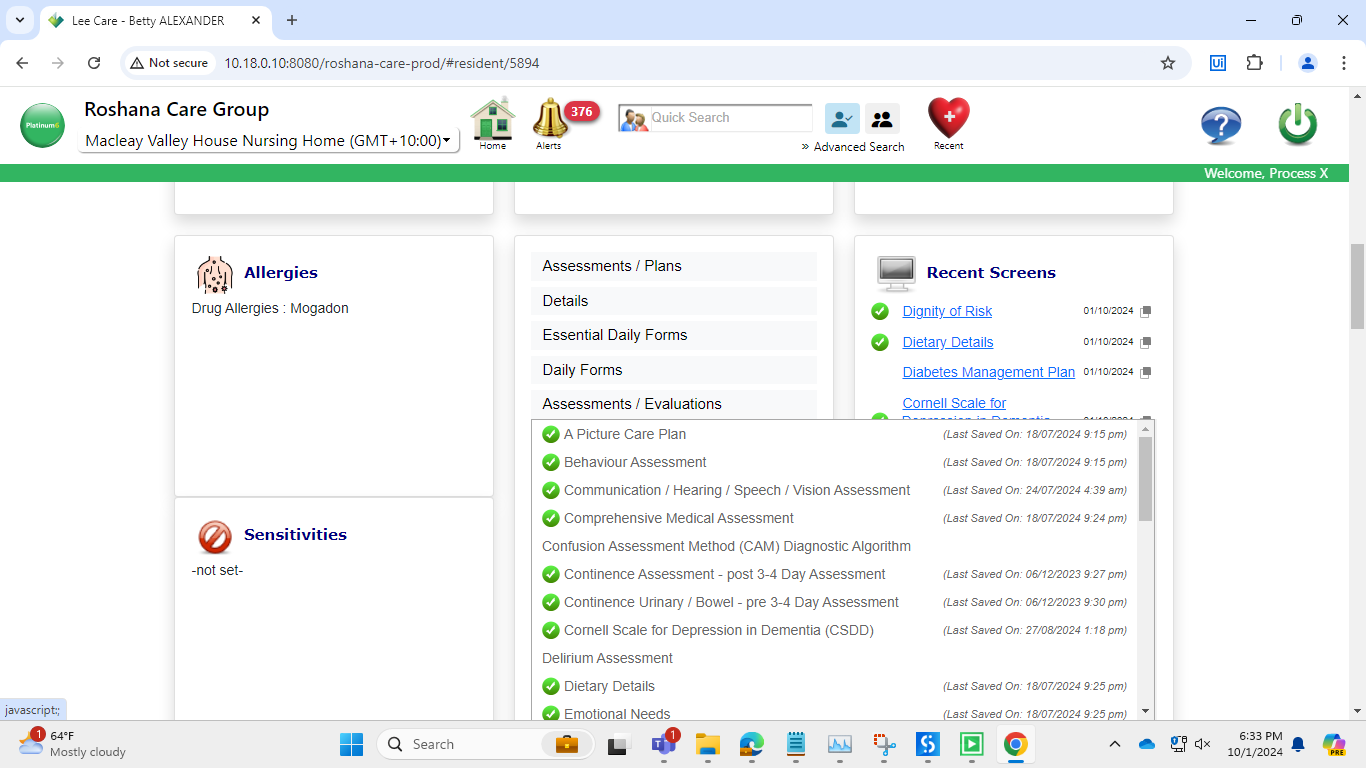 Lee Care - Betty ALEXANDER
Not secure
10.18.0.10:8080/roshana-care-prod/#resident/5894
Ui
Platinum6
Roshana Care Group
Macleay Valley House Nursing Home (GMT+10:00)
Home
376
Alerts
Quick Search
» Advanced Search
Recent
Welcome, Process X
Allergies
Drug Allergies : Mogadon
Sensitivities
-not set-
Assessments / Plans
Details
Essential Daily Forms
Daily Forms
Assessments / Evaluations
Recent Screens
Dignity of Risk 01/10/2024
Dietary Details 01/10/2024
Diabetes Management Plan 01/10/2024
Cornell Scale for
Depression in Dementia 01/10/2024
A Picture Care Plan (Last Saved On: 18/07/2024 9:15 pm)
Behaviour Assessment (Last Saved On: 18/07/2024 9:15 pm)
Communication / Hearing / Speech / Vision Assessment (Last Saved On: 24/07/2024 4:39 am)
Comprehensive Medical Assessment (Last Saved On: 18/07/2024 9:24 pm)
Confusion Assessment Method (CAM) Diagnostic Algorithm
Continence Assessment - post 3-4 Day Assessment (Last Saved On: 06/12/2023 9:27 pm)
Continence Urinary / Bowel - pre 3-4 Day Assessment (Last Saved On: 06/12/2023 9:30 pm)
Cornell Scale for Depression in Dementia (CSDD) (Last Saved On: 27/08/2024 1:18 pm)
Delirium Assessment
Dietary Details (Last Saved On: 18/07/2024 9:25 pm)
Emotional Needs (Last Saved On: 18/07/2024 9:25 pm)
javascript:;
1
64°F
Mostly cloudy
Search
1
6:33 PM
10/1/2024
PRE